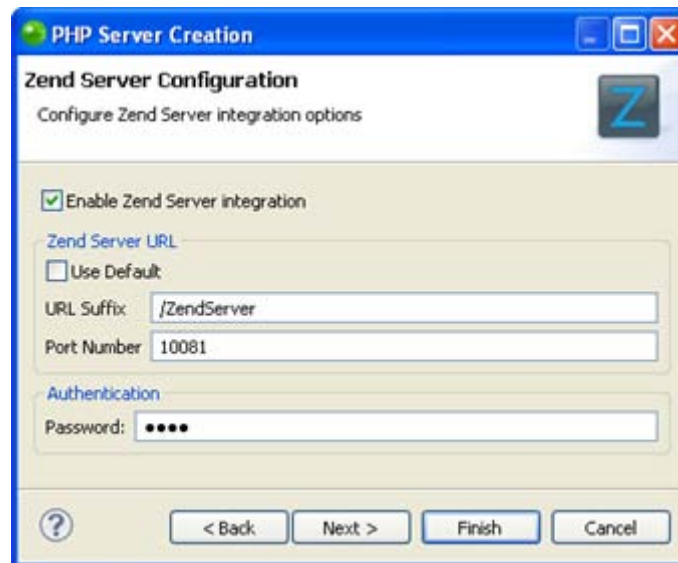 PHP Server Creation
Zend Server Configuration
Configure Zend Server integration options
Z
Enable Zend Server integration
Zend Server URL
Use Default
URL Suffix /ZendServer
Port Number 10081
Authentication
Password: ●●●●
? < Back Next > Finish Cancel